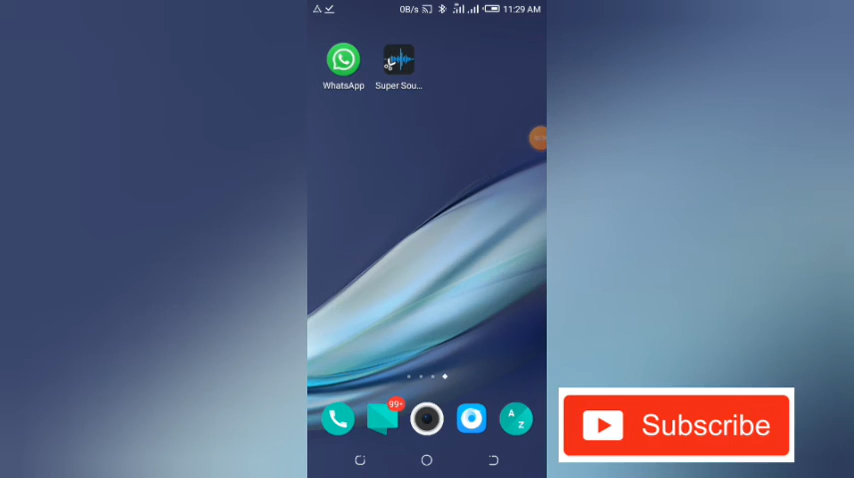 0B/s 11:29 AM
WhatsApp
Super Sou...
99+
A
Z
Subscribe